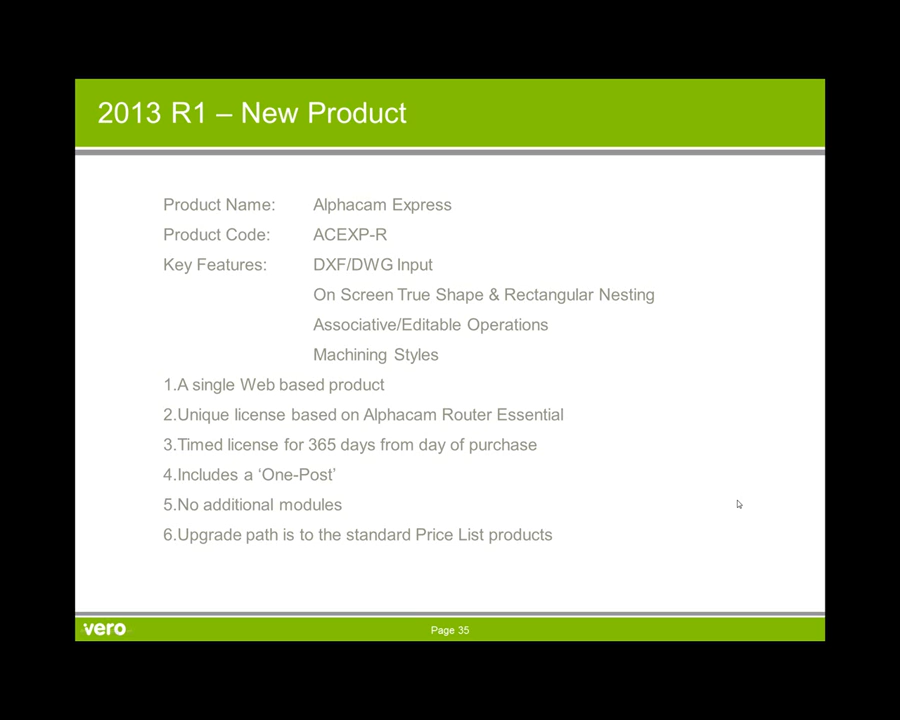 2013 R1 – New Product
Product Name: Alphacam Express
Product Code: ACEXP-R
Key Features: DXF/DWG Input
On Screen True Shape & Rectangular Nesting
Associative/Editable Operations
Machining Styles
1.A single Web based product
2.Unique license based on Alphacam Router Essential
3.Timed license for 365 days from day of purchase
4.Includes a ‘One-Post’
5.No additional modules
6.Upgrade path is to the standard Price List products
vero Page 35